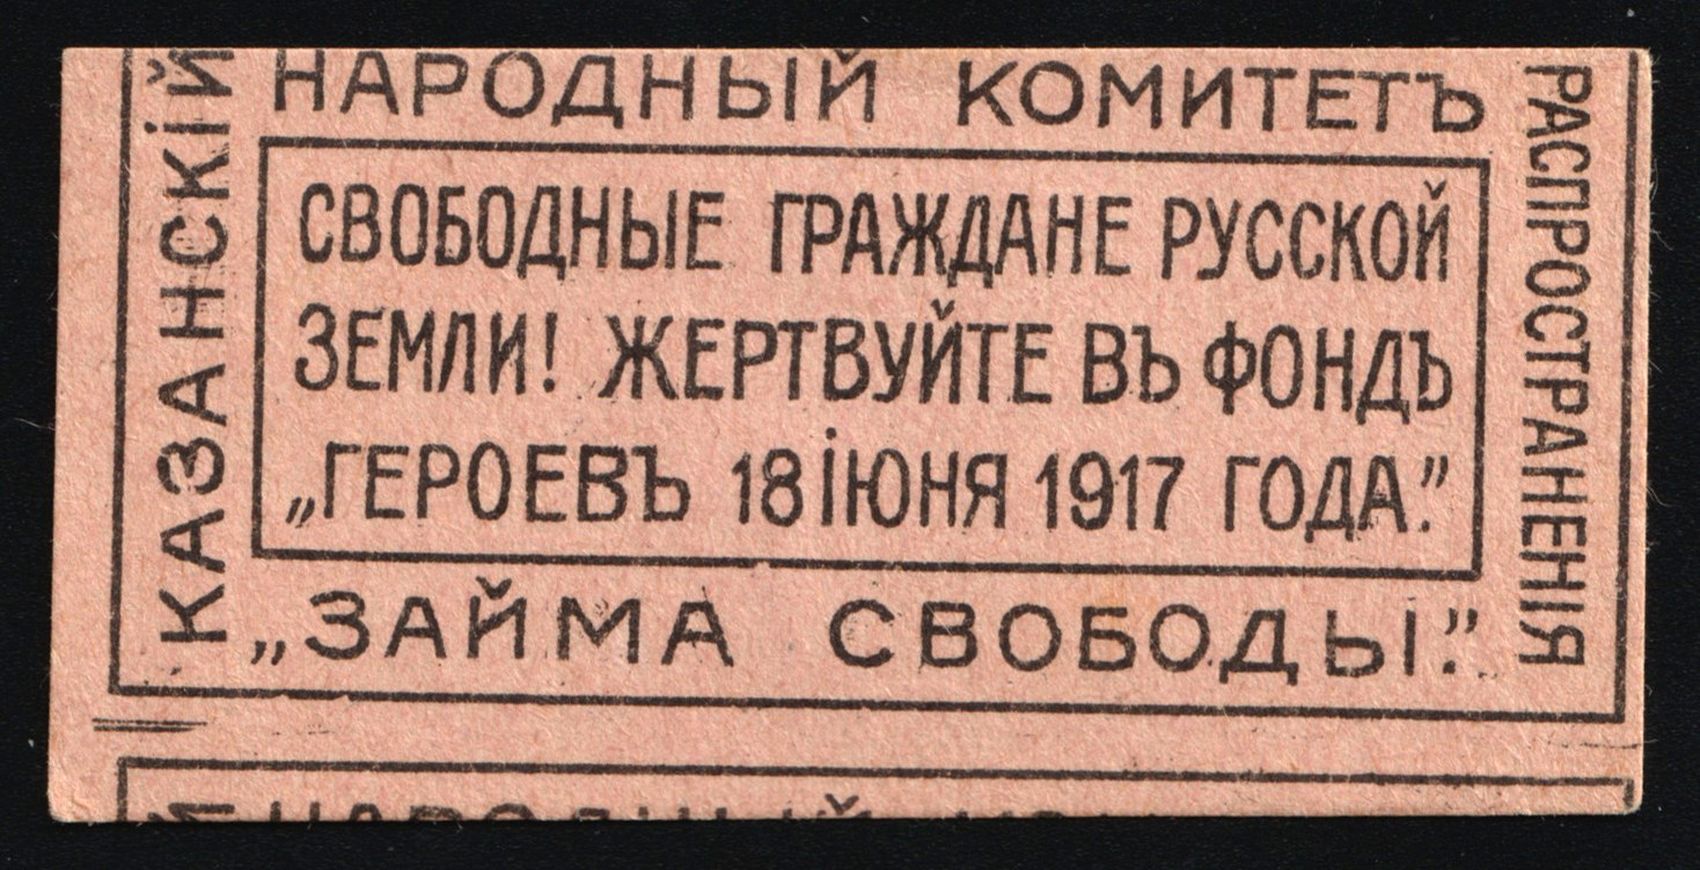 КАЗАНСКІЙ
НАРОДНЫЙ КОМИТЕТЪ
РАСПРОСТРАНЕНІЯ
„ЗАЙМА СВОБОДЫ.”
СВОБОДНЫЕ ГРАЖДАНЕ РУССКОЙ
ЗЕМЛИ! ЖЕРТВУЙТЕ ВЪ ФОНДЪ
„ГЕРОЕВЪ 18 ІЮНЯ 1917 ГОДА.”